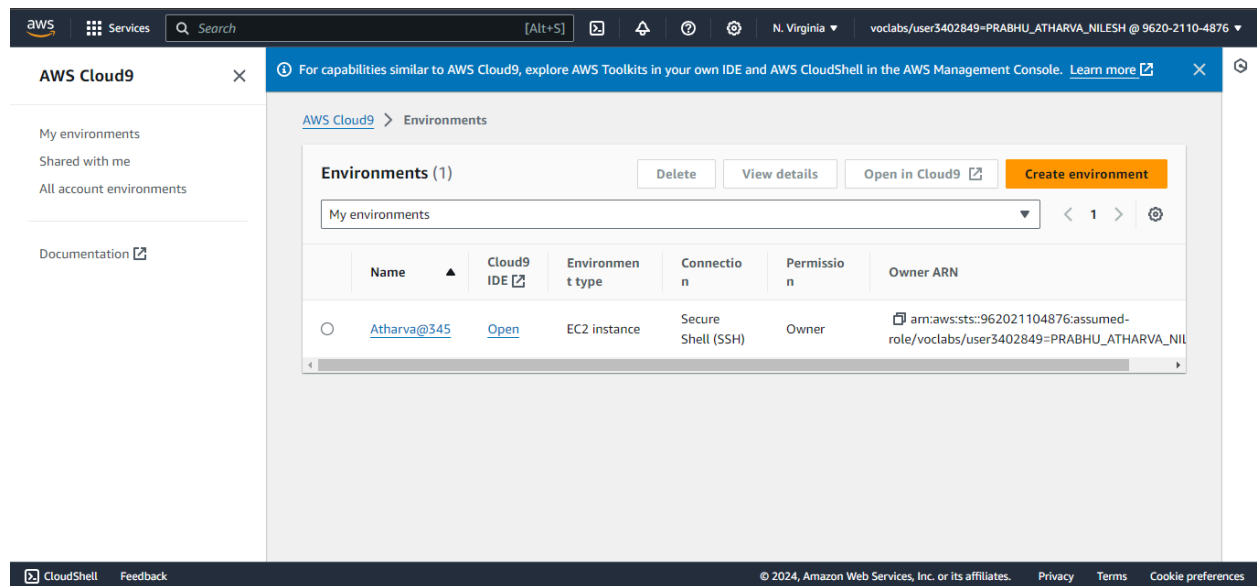 aws
Services
Search
[Alt+S]
N. Virginia
voclabs/user3402849=PRABHU_ATHARVA_NILESH @ 9620-2110-4876
AWS Cloud9
My environments
Shared with me
All account environments
Documentation
For capabilities similar to AWS Cloud9, explore AWS Toolkits in your own IDE and AWS CloudShell in the AWS Management Console. Learn more
AWS Cloud9 > Environments
Environments (1)
Delete
View details
Open in Cloud9
Create environment
My environments
1
Name
Cloud9
IDE
Environmen
t type
Connectio
n
Permissio
n
Owner ARN
Atharva@345
Open
EC2 instance
Secure
Shell (SSH)
Owner
arn:aws:sts::962021104876:assumed-
role/voclabs/user3402849=PRABHU_ATHARVA_NIL
CloudShell
Feedback
© 2024, Amazon Web Services, Inc. or its affiliates.
Privacy
Terms
Cookie preferences